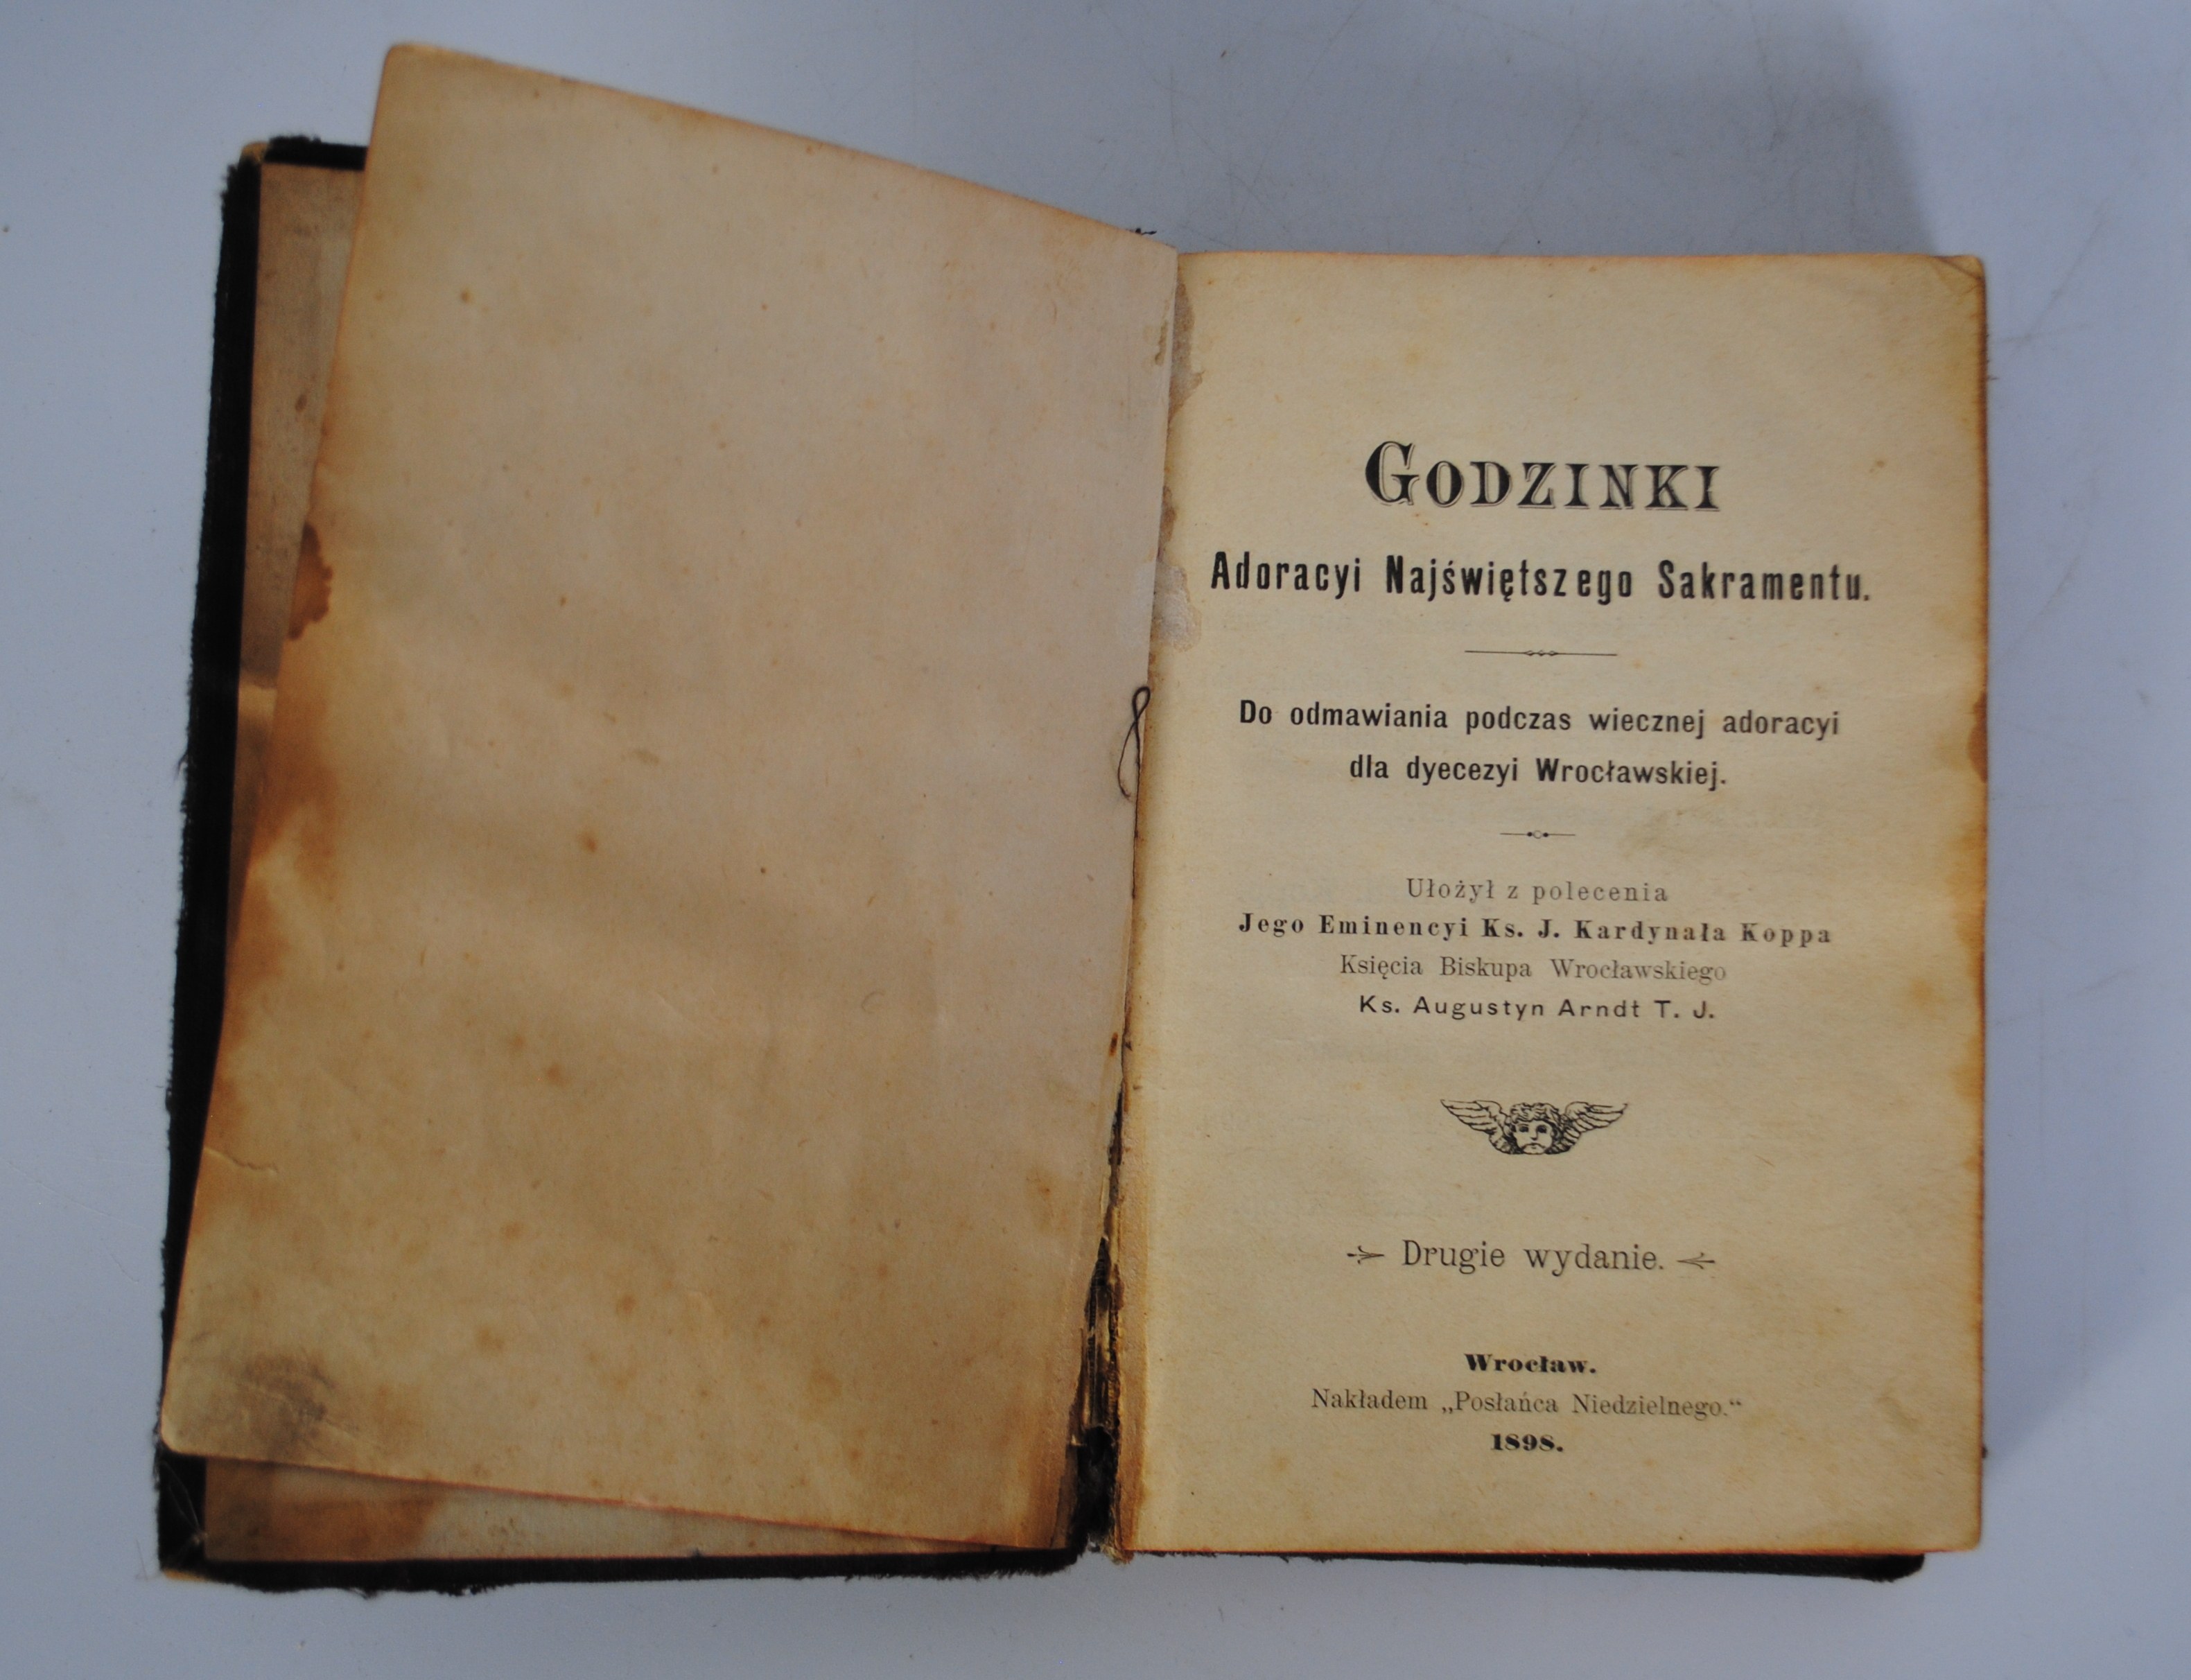 GODZINKI
Adoracyi Najświętszego Sakramentu.
Do odmawiania podczas wiecznej adoracyi
dla dyecezyi Wrocławskiej.
Ułożył z polecenia
Jego Eminencyi Ks. J. Kardynała Koppa
Księcia Biskupa Wrocławskiego
Ks. Augustyn Arndt T. J.
Drugie wydanie.
Wrocław.
Nakładem „Posłańca Niedzielnego.“
1898.